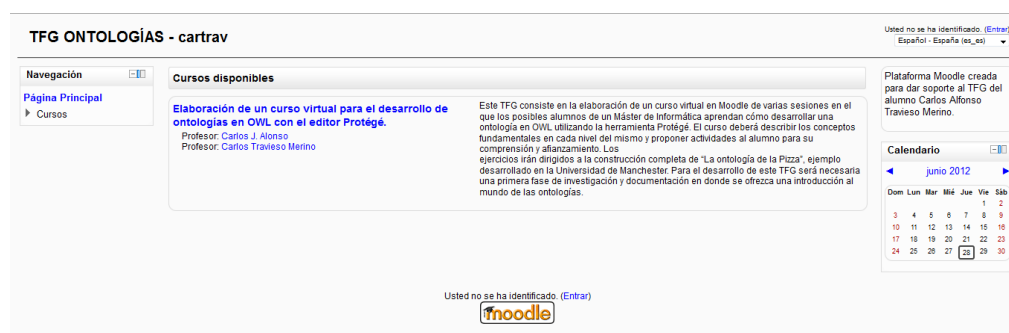 TFG ONTOLOGÍAS - cartrav
Usted no se ha identificado. (Entrar)
Español - España (es_es)
Navegación
Página Principal
Cursos
Cursos disponibles
Elaboración de un curso virtual para el desarrollo de
ontologías en OWL con el editor Protégé.
Profesor: Carlos J. Alonso
Profesor: Carlos Travieso Merino
Este TFG consiste en la elaboración de un curso virtual en Moodle de varias sesiones en el
que los posibles alumnos de un Máster de Informática aprendan cómo desarrollar una
ontología en OWL utilizando la herramienta Protégé. El curso deberá describir los conceptos
fundamentales en cada nivel del mismo y proponer actividades al alumno para su
comprensión y afianzamiento. Los
ejercicios irán dirigidos a la construcción completa de "La ontología de la Pizza", ejemplo
desarrollado en la Universidad de Manchester. Para el desarrollo de este TFG será necesaria
una primera fase de investigación y documentación en donde se ofrezca una introducción al
mundo de las ontologías.
Plataforma Moodle creada
para dar soporte al TFG del
alumno Carlos Alfonso
Travieso Merino.
Calendario
junio 2012
Dom Lun Mar Mié Jue Vie Sáb
1 2
3 4 5 6 7 8 9
10 11 12 13 14 15 16
17 18 19 20 21 22 23
24 25 26 27 28 29 30
Usted no se ha identificado. (Entrar)
moodle